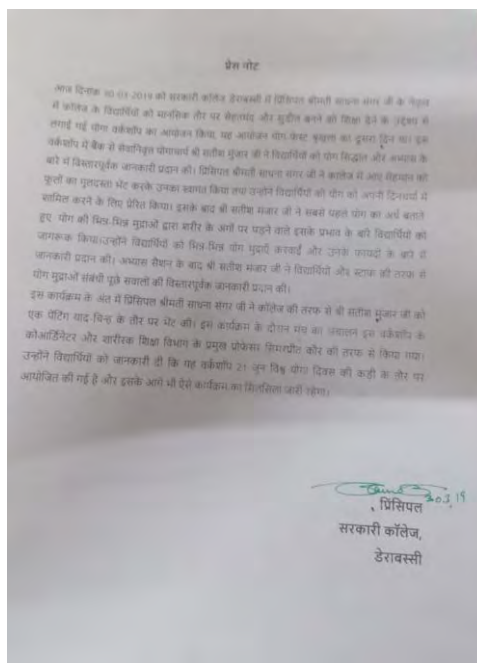 प्रेस नोट
आज दिनांक 30-03-2019 को सरकारी कॉलेज डेराबस्सी में प्रिंसिपल श्रीमती साधना संगर जी के नेतृत्व
में कॉलेज के विद्यार्थियों को मानसिक तौर पर सेहतमंद और सुडौल बनने की शिक्षा देने के उद्देश्य से
लगाई गई योगा वर्कशॉप का आयोजन किया, यह आयोजन योग-फेस्ट श्रृंखला का दूसरा दिन था। इस
वर्कशॉप में बैंक से सेवानिवृत्त योगाचार्य श्री सतीश मुंजार जी ने विद्यार्थियों को योग सिद्धांत और अभ्यास के
बारे में विस्तारपूर्वक जानकारी प्रदान की। प्रिंसिपल श्रीमती साधना संगर जी ने कालेज में आए मेहमान को
फूलों का गुलदस्ता भेंट करके उनका स्वागत किया तथा उन्होंने विद्यार्थियों को योग को अपनी दिनचर्या में
शामिल करने के लिए प्रेरित किया। इसके बाद श्री सतीश मंजार जी ने सबसे पहले योग का अर्थ बताते
हुए योग की भिन्न-भिन्न मुद्राओं द्वारा शरीर के अंगों पर पड़ने वाले इसके प्रभाव के बारे विद्यार्थियों को
जागरूक किया।उन्होंने विद्यार्थियों को भिन्न-भिन्न योग मुद्राएँ करवाई और उनके फायदों के बारे में
जानकारी प्रदान की। अभ्यास सैशन के बाद श्री सतीश मंजार जी ने विद्यार्थियों और स्टाफ की तरफ से
योग मुद्राओं संबंधी पूछे सवालों की विस्तारपूर्वक जानकारी प्रदान की।
इस कार्यक्रम के अंत में प्रिंसिपल श्रीमती साधना संगर जी ने कॉलेज की तरफ से श्री सतीश मुंजार जी को
एक पेंटिंग याद-चिन्ह के तौर पर भेंट की। इस कार्यक्रम के दौरान मंच का संचालन इस वर्कशॉप के
कोआर्डिनेटर और शारीरक शिक्षा विभाग के प्रमुख प्रोफेसर सिमरप्रीत कौर की तरफ से किया गया।
उन्होंने विद्यार्थियों को जानकारी दी कि यह वर्कशॉप 21 जून विश्व योगा दिवस की कड़ी के तौर पर
आयोजित की गई है और इसके आगे भी ऐसे कार्यक्रम का सिलसिला जारी रहेगा।
प्रिंसिपल
सरकारी कॉलेज,
डेराबस्सी